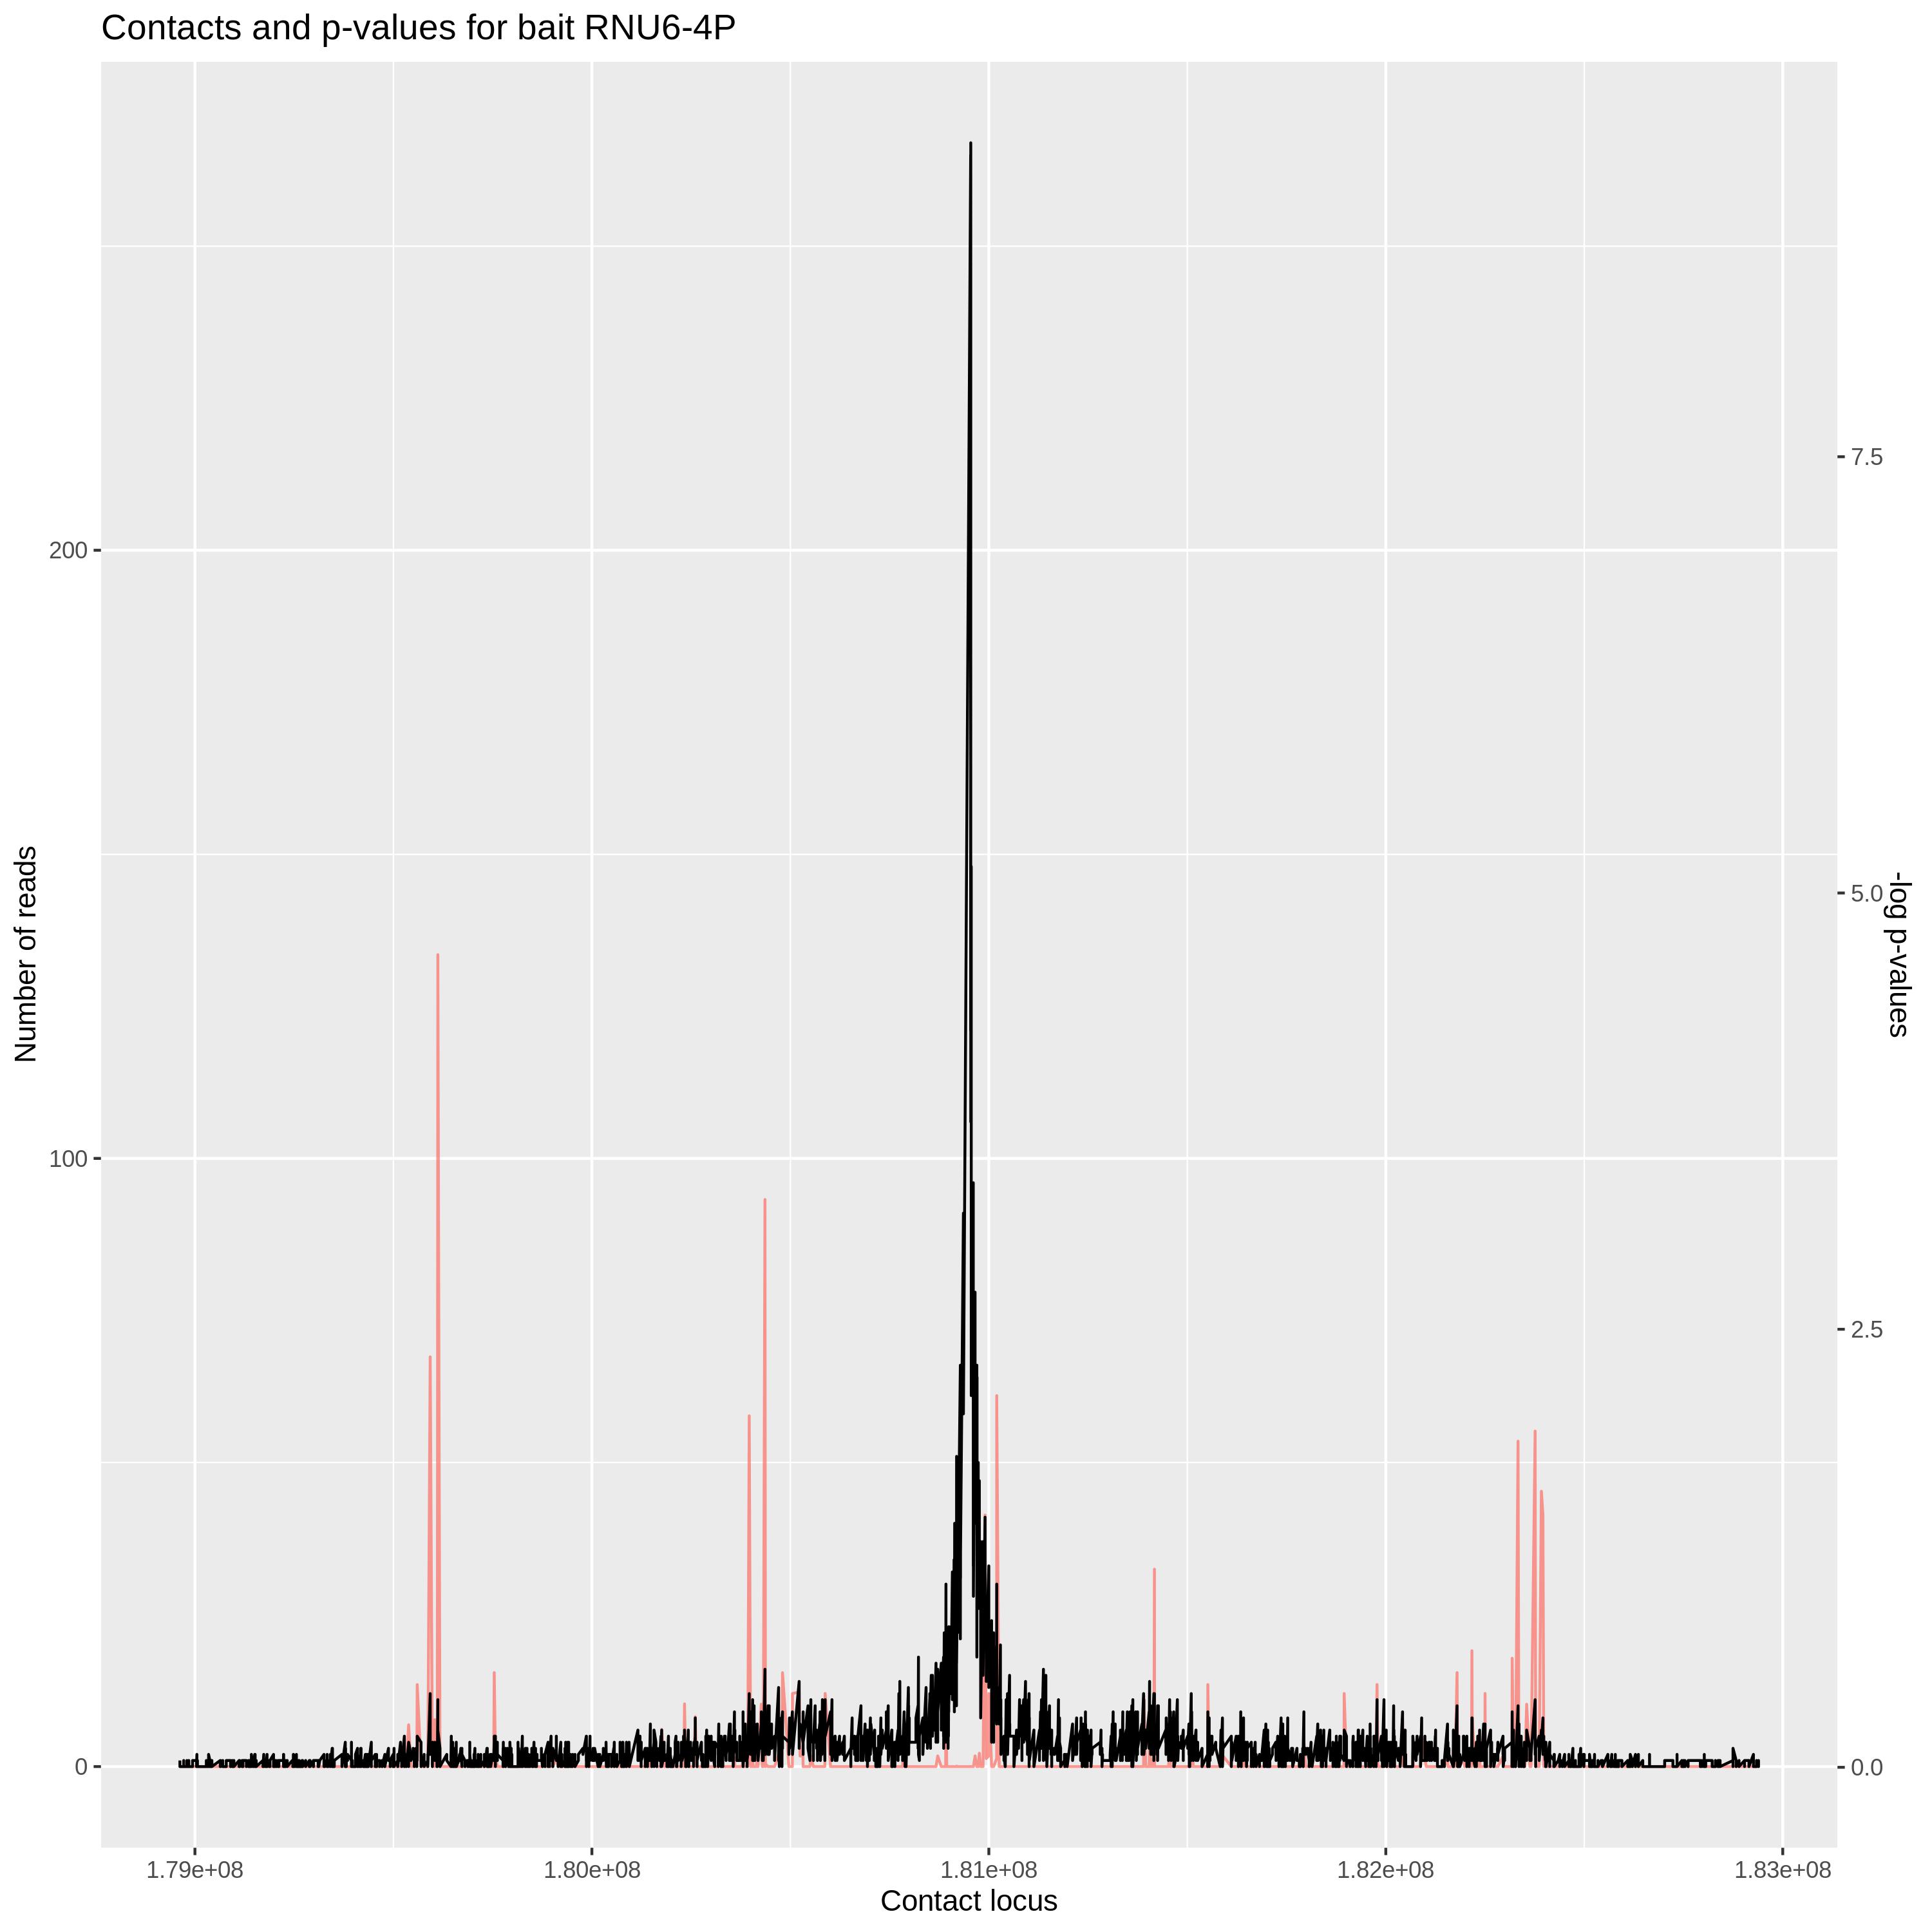 Contacts and p-values for bait RNU6-4P
Number of reads
200
100
0
7.5
5.0
2.5
0.0
-log p-values
1.79e+08 1.80e+08 1.81e+08 1.82e+08 1.83e+08
Contact locus